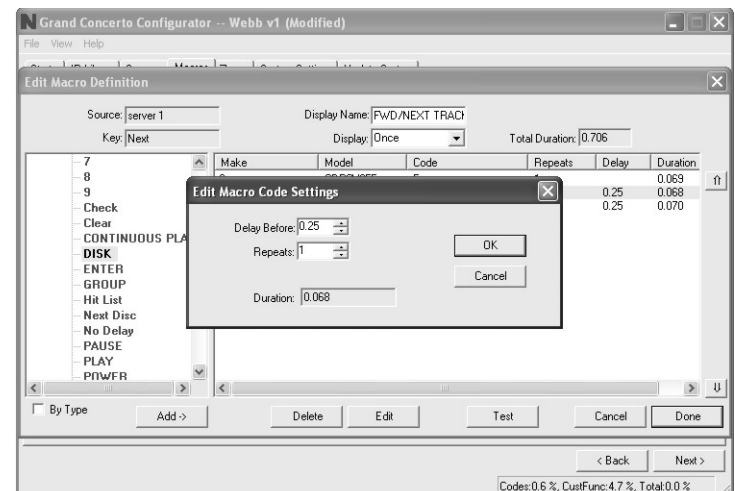 Grand Concerto Configurator -- Webb v1 (Modified)
File View Help
Edit Macro Definition
Source: server 1
Display Name: FWD/NEXT TRACK
Key: Next
Display: Once
Total Duration: 0.706
7
8
9
Check
Clear
CONTINUOUS PLA
DISK
ENTER
GROUP
Hit List
Next Disc
No Delay
PAUSE
PLAY
POWER
Make Model Code Repeats Delay Duration
0.069
0.25 0.068
0.25 0.070
Edit Macro Code Settings
Delay Before: 0.25
Repeats: 1
Duration: 0.068
OK
Cancel
By Type
Add ->
Delete
Edit
Test
Cancel
Done
< Back
Next >
Codes:0.6 %, CustFunc:4.7 %, Total:0.0 %